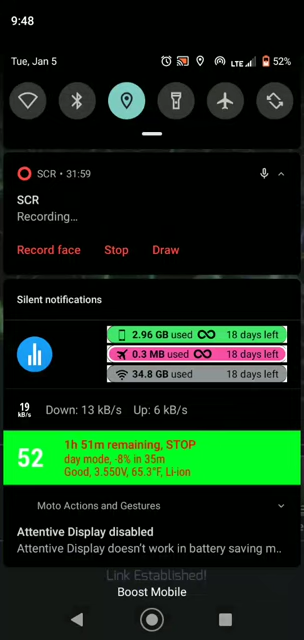 9:48
Tue, Jan 5
LTE
52%
SCR • 31:59
SCR
Recording...
Record face Stop Draw
Silent notifications
2.96 GB used ∞ 18 days left
0.3 MB used ∞ 18 days left
34.8 GB used 18 days left
19 kB/s
Down: 13 kB/s Up: 6 kB/s
52
1h 51m remaining, STOP
day mode, -8% in 35m
Good, 3.550V, 65.3°F, Li-ion
Moto Actions and Gestures
Attentive Display disabled
Attentive Display doesn't work in battery saving m..
Link Established!
Boost Mobile